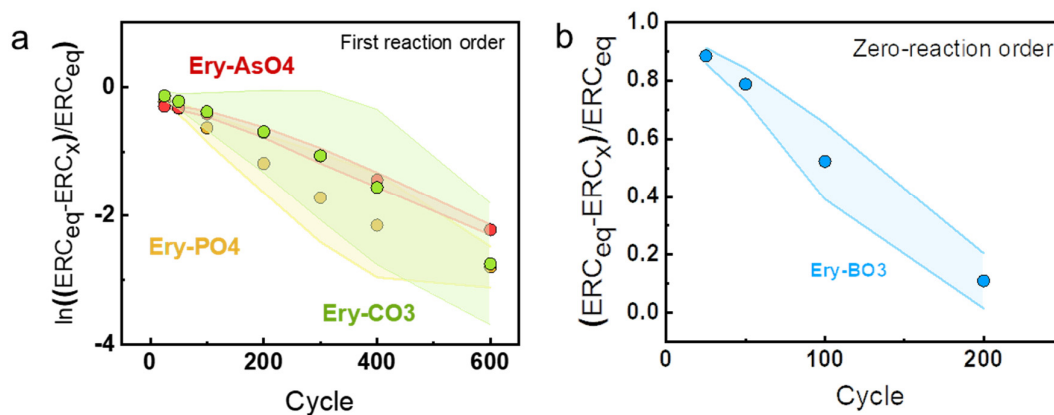 a
First reaction order
Ery-AsO4
Ery-PO4
Ery-CO3
ln((ERCeq-ERCx)/ERCeq)
0
-2
-4
0
200
400
600
Cycle
b
Zero-reaction order
Ery-BO3
(ERCeq-ERCx)/ERCeq
1.0
0.8
0.6
0.4
0.2
0.0
0
100
200
Cycle